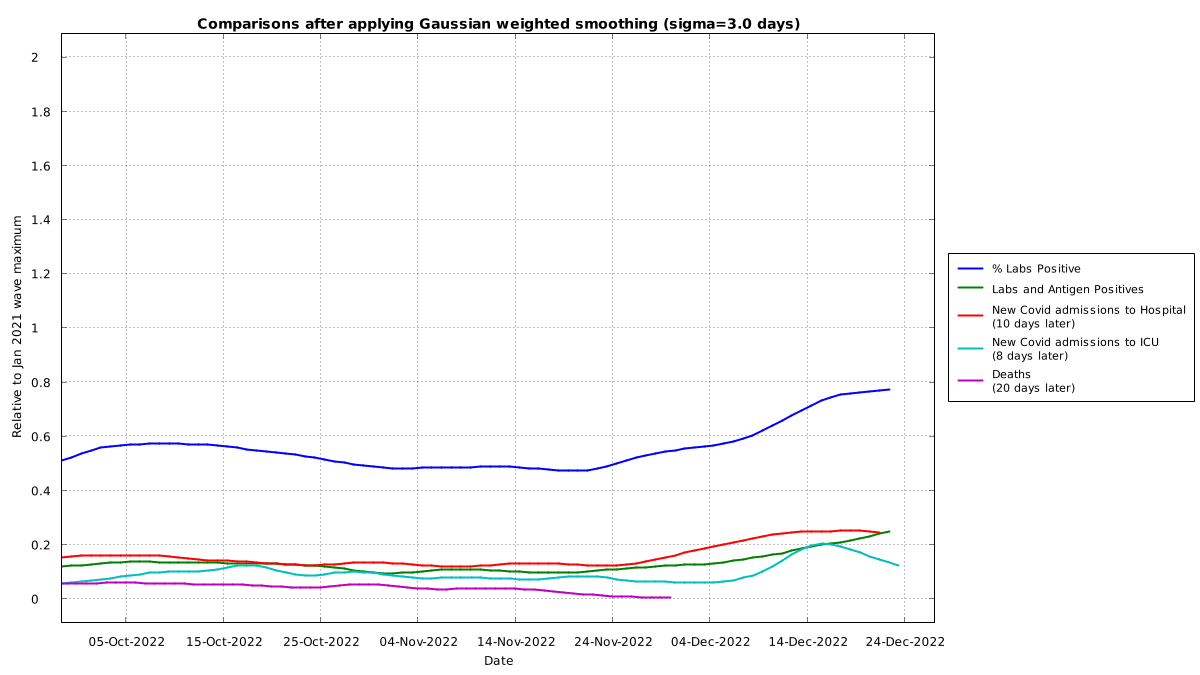 Comparisons after applying Gaussian weighted smoothing (sigma=3.0 days)
Relative to Jan 2021 wave maximum
2
1.8
1.6
1.4
1.2
1
0.8
0.6
0.4
0.2
0
05-Oct-2022 15-Oct-2022 25-Oct-2022 04-Nov-2022 14-Nov-2022 24-Nov-2022 04-Dec-2022 14-Dec-2022 24-Dec-2022
Date
% Labs Positive
Labs and Antigen Positives
New Covid admissions to Hospital
(10 days later)
New Covid admissions to ICU
(8 days later)
Deaths
(20 days later)